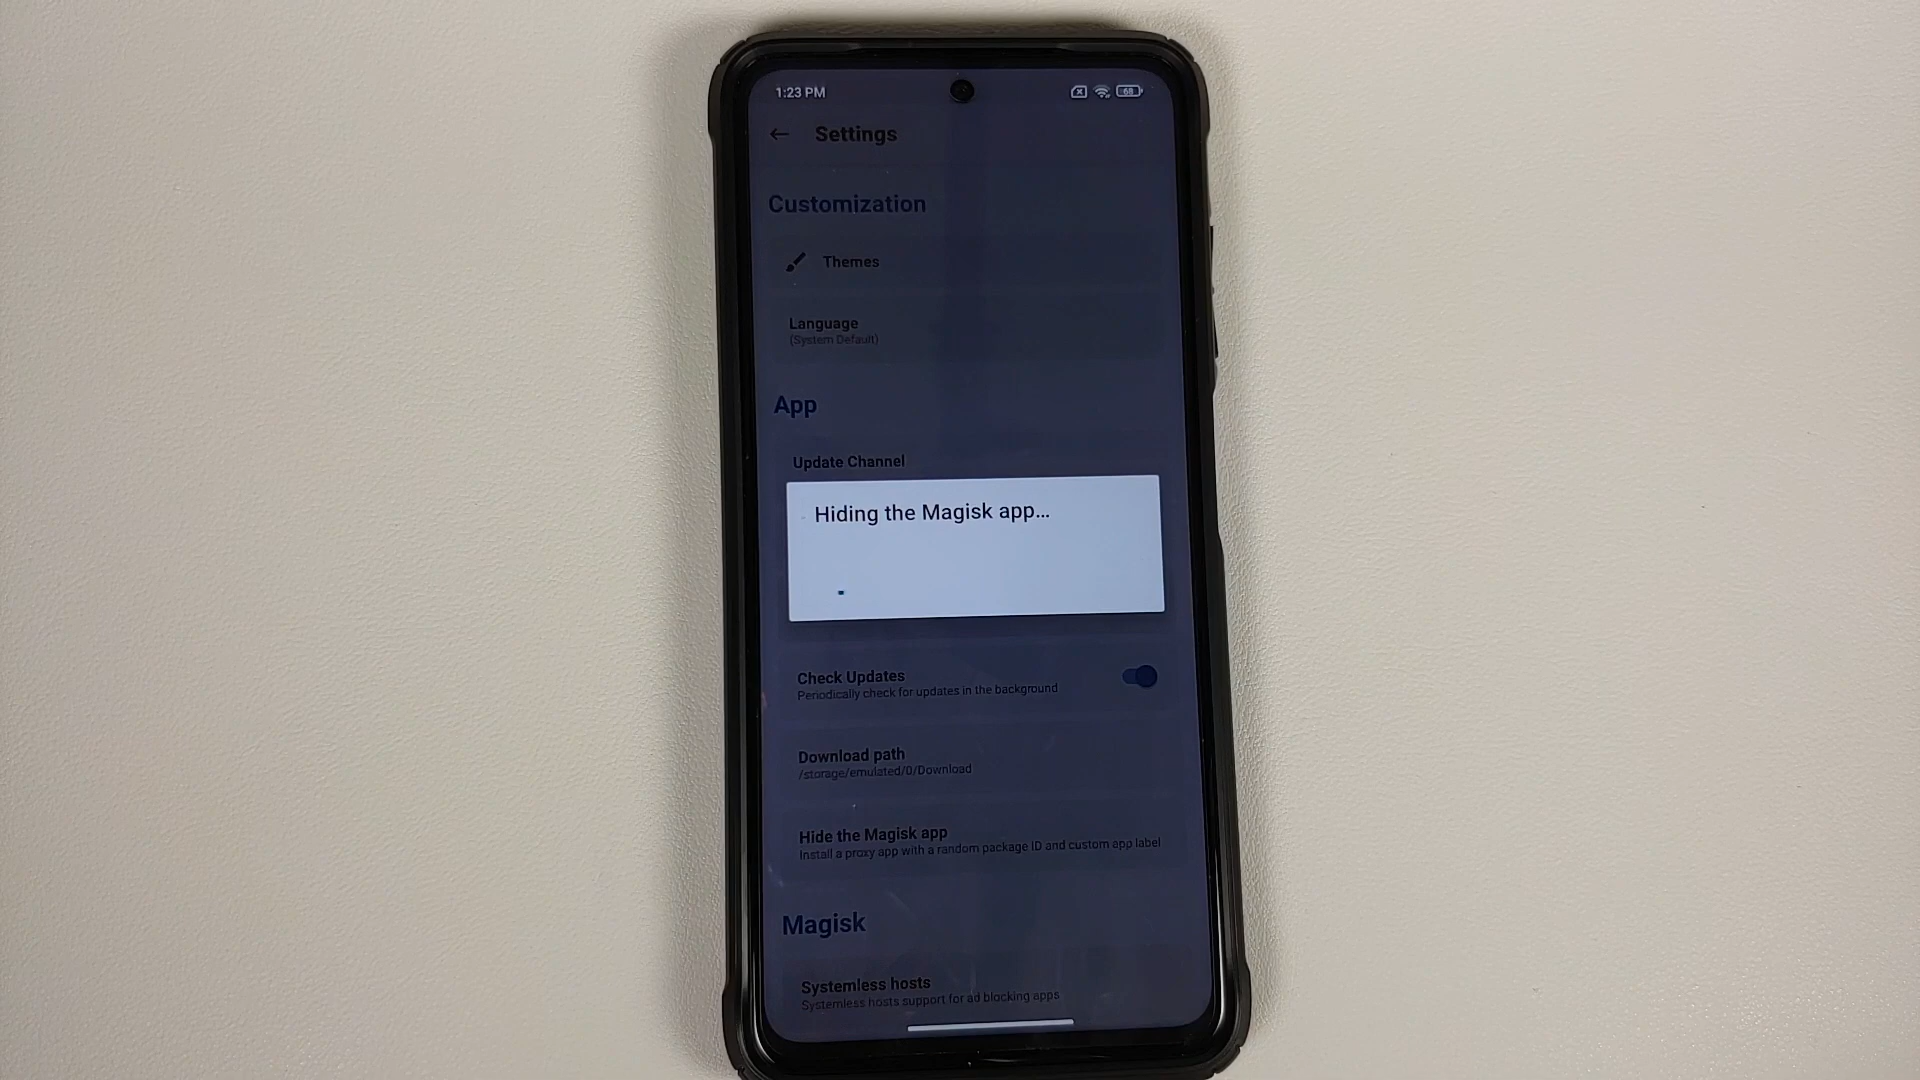 1:23 PM
68
Settings
Customization
Themes
Language
(System Default)
App
Update Channel
Hiding the Magisk app...
Check Updates
Periodically check for updates in the background
Download path
/storage/emulated/0/Download
Hide the Magisk app
Install a proxy app with a random package ID and custom app label
Magisk
Systemless hosts
Systemless hosts support for ad blocking apps